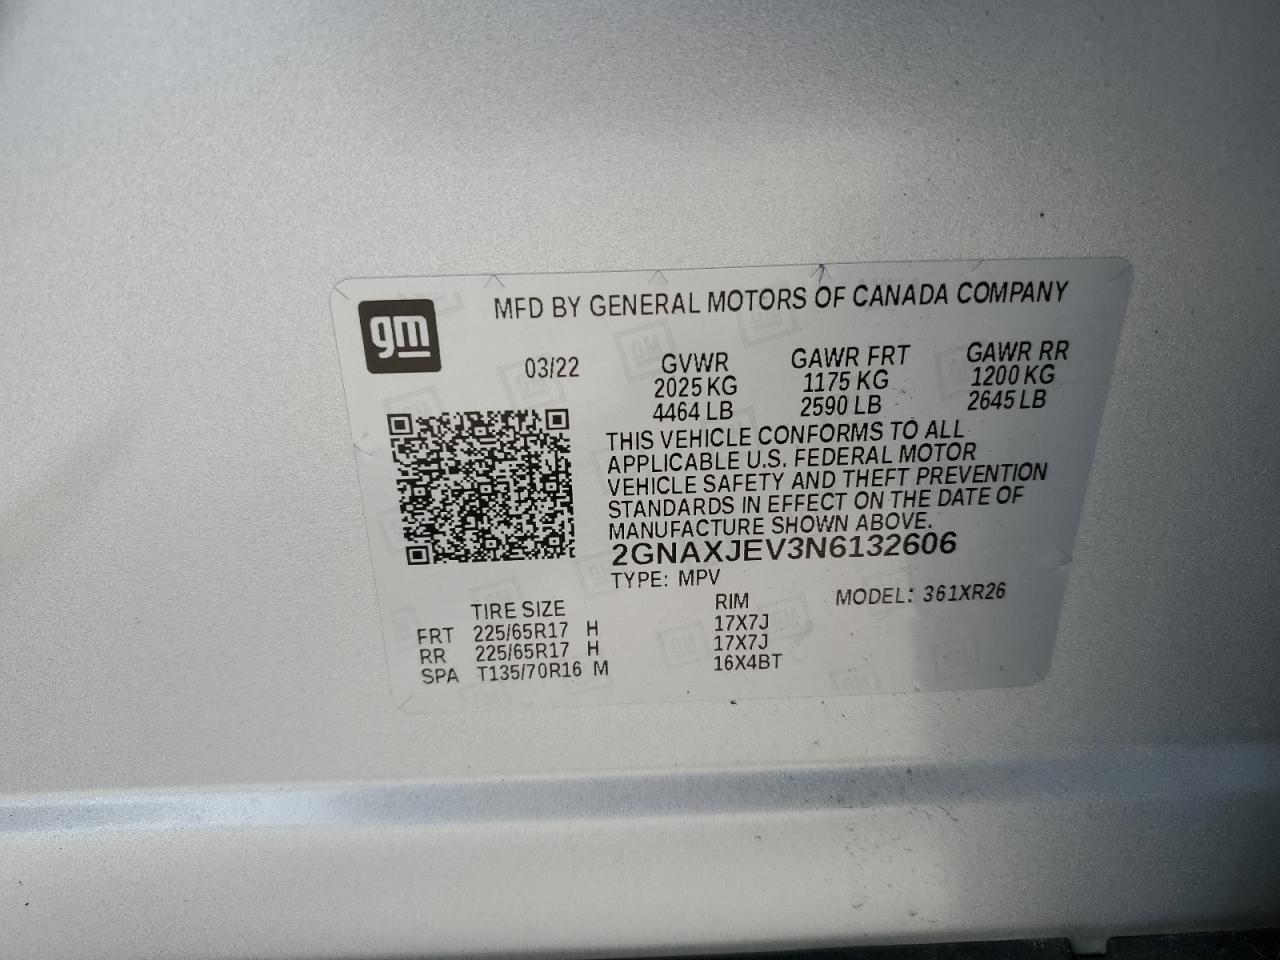 gm
MFD BY GENERAL MOTORS OF CANADA COMPANY
03/22
GVWR GAWR FRT GAWR RR
2025 KG 1175 KG 1200 KG
4464 LB 2590 LB 2645 LB
THIS VEHICLE CONFORMS TO ALL
APPLICABLE U.S. FEDERAL MOTOR
VEHICLE SAFETY AND THEFT PREVENTION
STANDARDS IN EFFECT ON THE DATE OF
MANUFACTURE SHOWN ABOVE.
2GNAXJEV3N6132606
TYPE: MPV
MODEL: 361XR26
TIRE SIZE RIM
FRT 225/65R17 H 17X7J
RR 225/65R17 H 17X7J
SPA T135/70R16 M 16X4BT